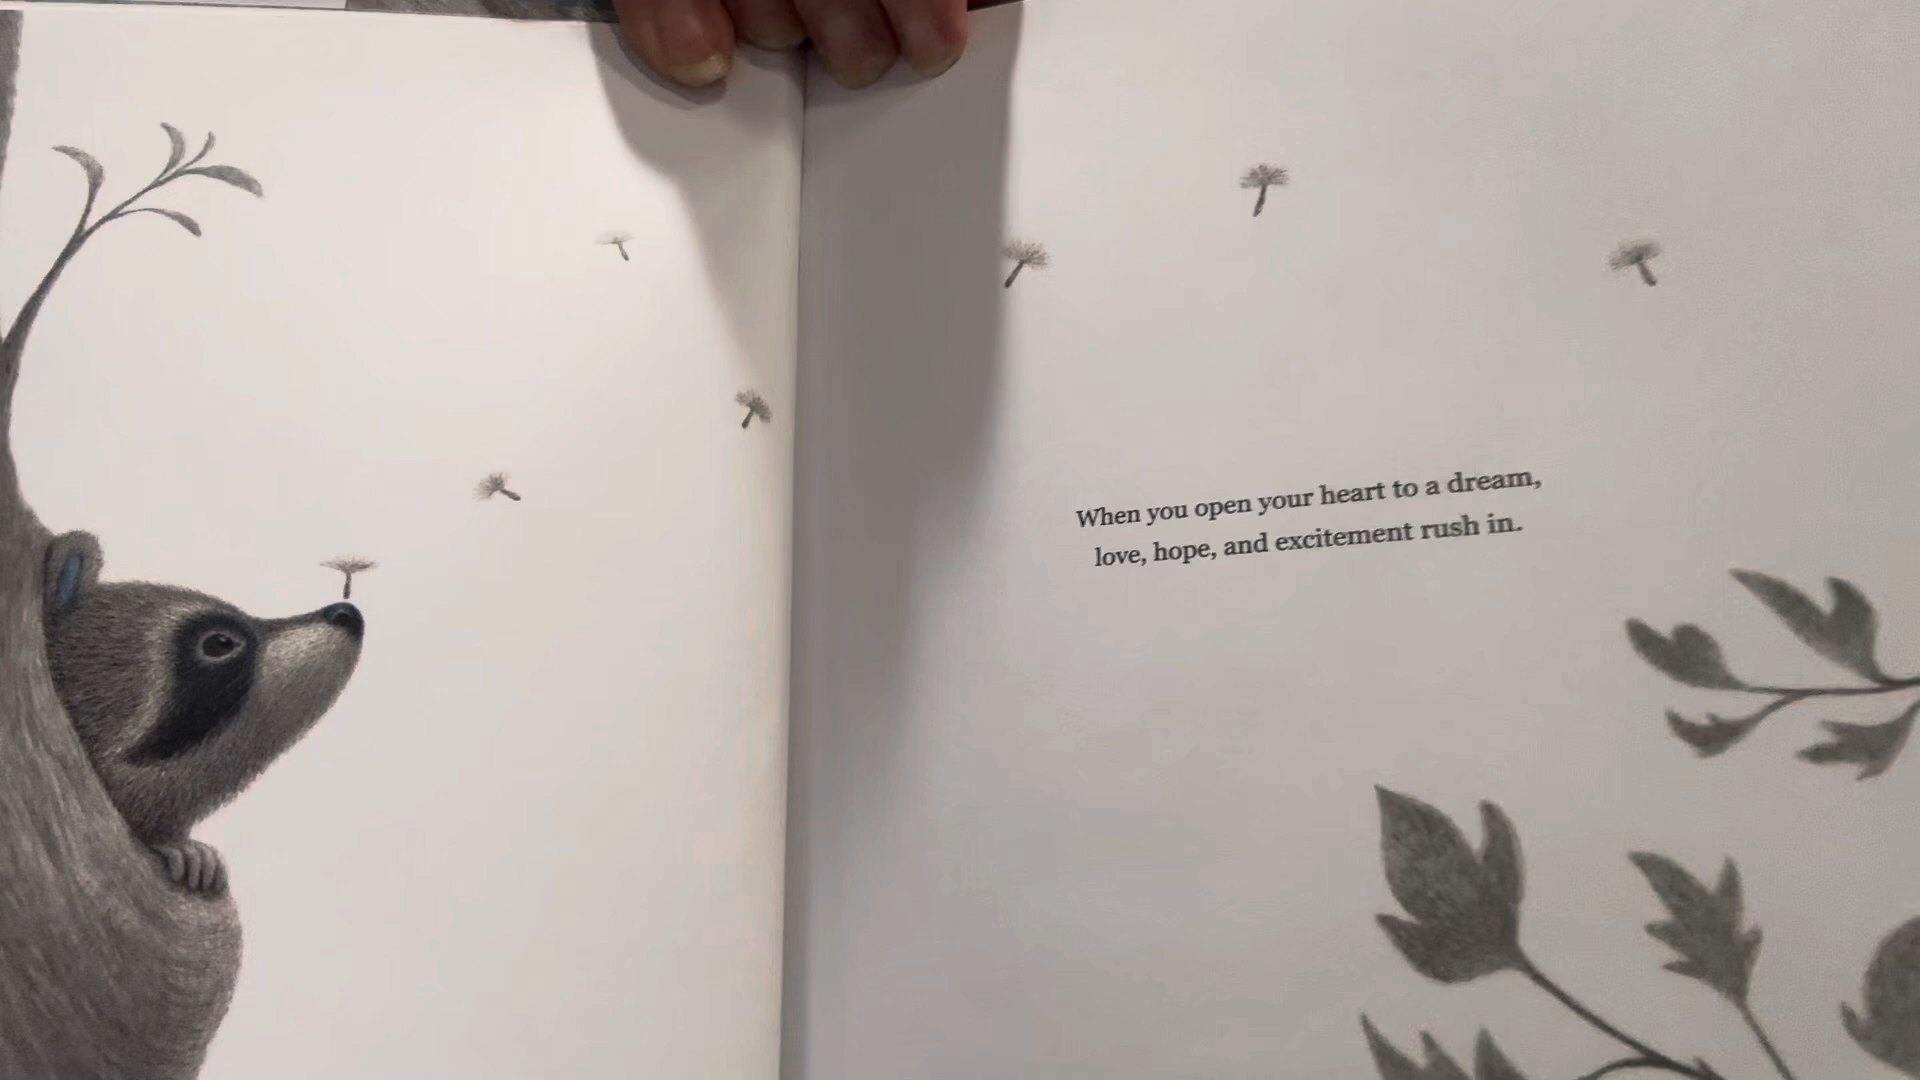 When you open your heart to a dream,
love, hope, and excitement rush in.